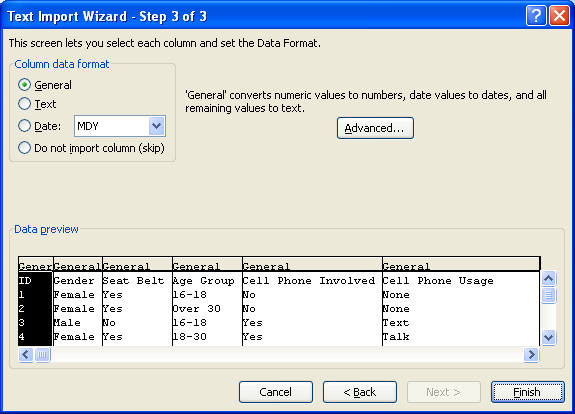 Text Import Wizard - Step 3 of 3
This screen lets you select each column and set the Data Format.
Column data format
General
Text
Date: MDY
Do not import column (skip)
'General' converts numeric values to numbers, date values to dates, and all
remaining values to text.
Advanced...
Data preview
Gener General General General General General
ID Gender Seat Belt Age Group Cell Phone Involved Cell Phone Usage
1 Female Yes 16-18 No None
2 Female Yes Over 30 No None
3 Male No 16-18 Yes Text
4 Female Yes 18-30 Yes Talk
Cancel < Back Next > Finish